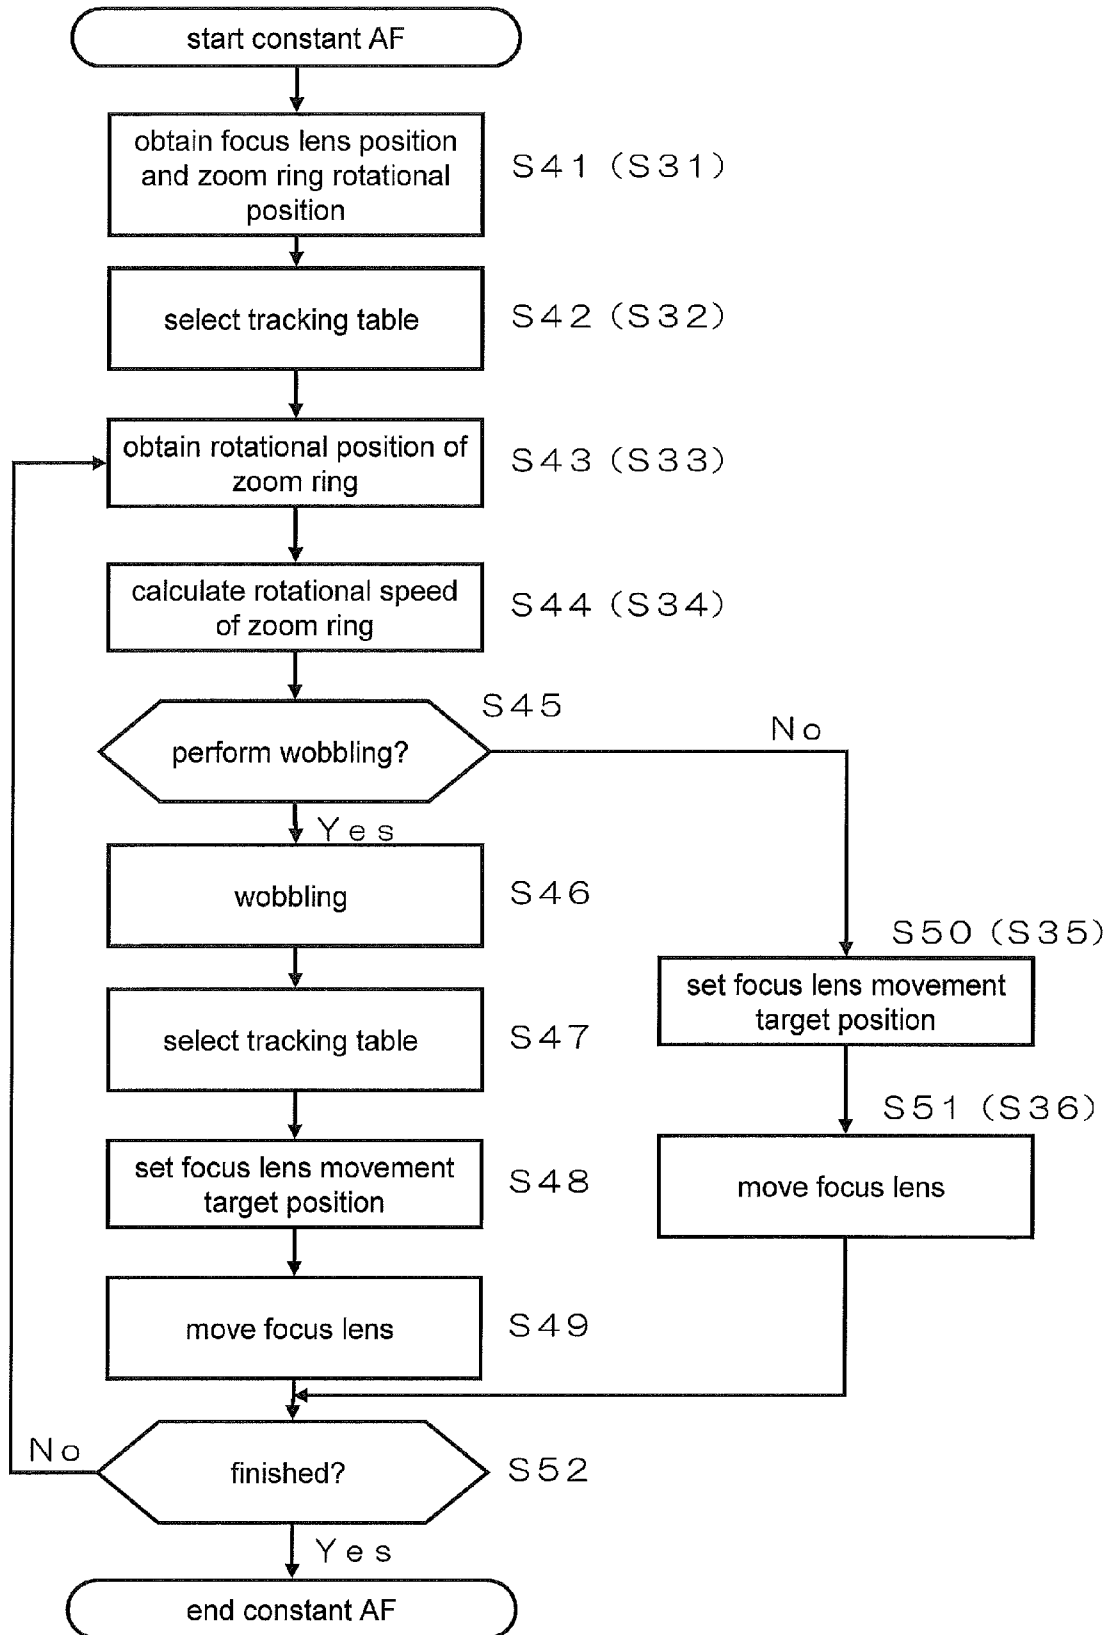 start constant AF
obtain focus lens position
and zoom ring rotational
position
S41 (S31)
select tracking table
S42 (S32)
obtain rotational position of
zoom ring
S43 (S33)
calculate rotational speed
of zoom ring
S44 (S34)
S45
perform wobbling?
No
Yes
wobbling
S46
S50 (S35)
set focus lens movement
target position
select tracking table
S47
S51 (S36)
move focus lens
set focus lens movement
target position
S48
move focus lens
S49
No
finished?
S52
Yes
end constant AF